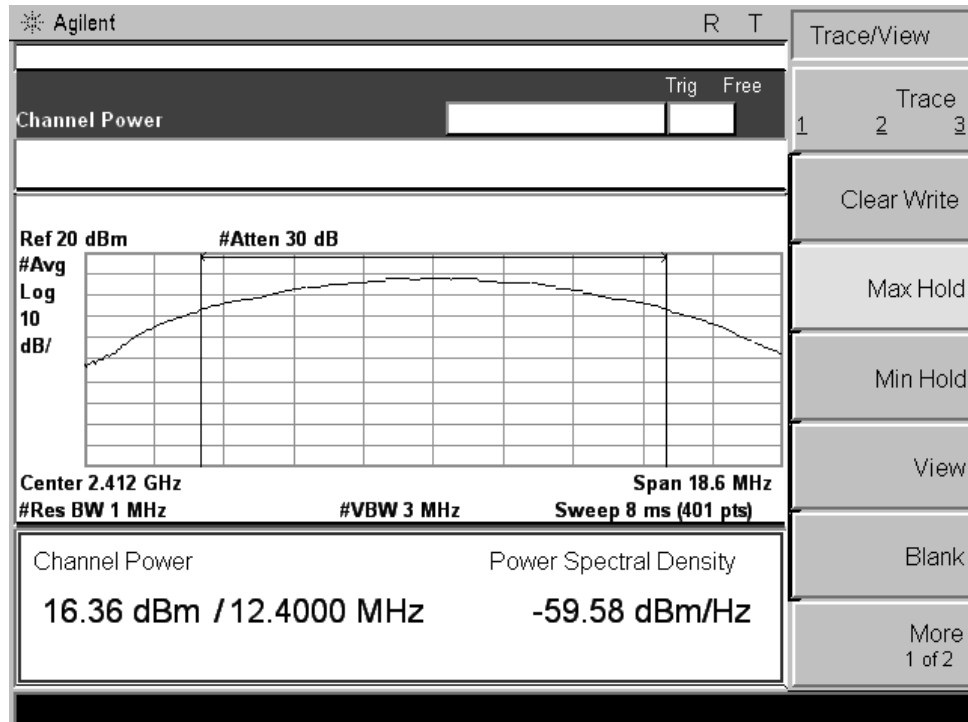 Agilent R T
Trig Free
Channel Power
Ref 20 dBm #Atten 30 dB
#Avg
Log
10
dB/
Center 2.412 GHz Span 18.6 MHz
#Res BW 1 MHz #VBW 3 MHz Sweep 8 ms (401 pts)
Channel Power Power Spectral Density
16.36 dBm / 12.4000 MHz -59.58 dBm/Hz
Trace/View
Trace
1 2 3
Clear Write
Max Hold
Min Hold
View
Blank
More
1 of 2